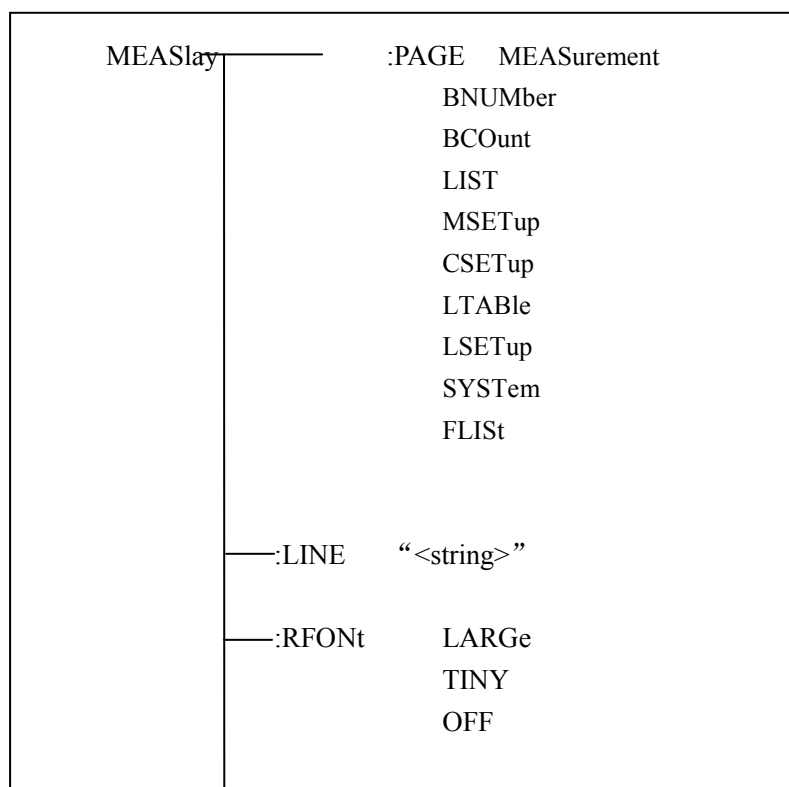 MEASlay :PAGE MEASurement
BNUMber
BCOunt
LIST
MSETup
CSETup
LTABle
LSETup
SYSTem
FLISt
:LINE “<string>”
:RFONt LARGe
TINY
OFF